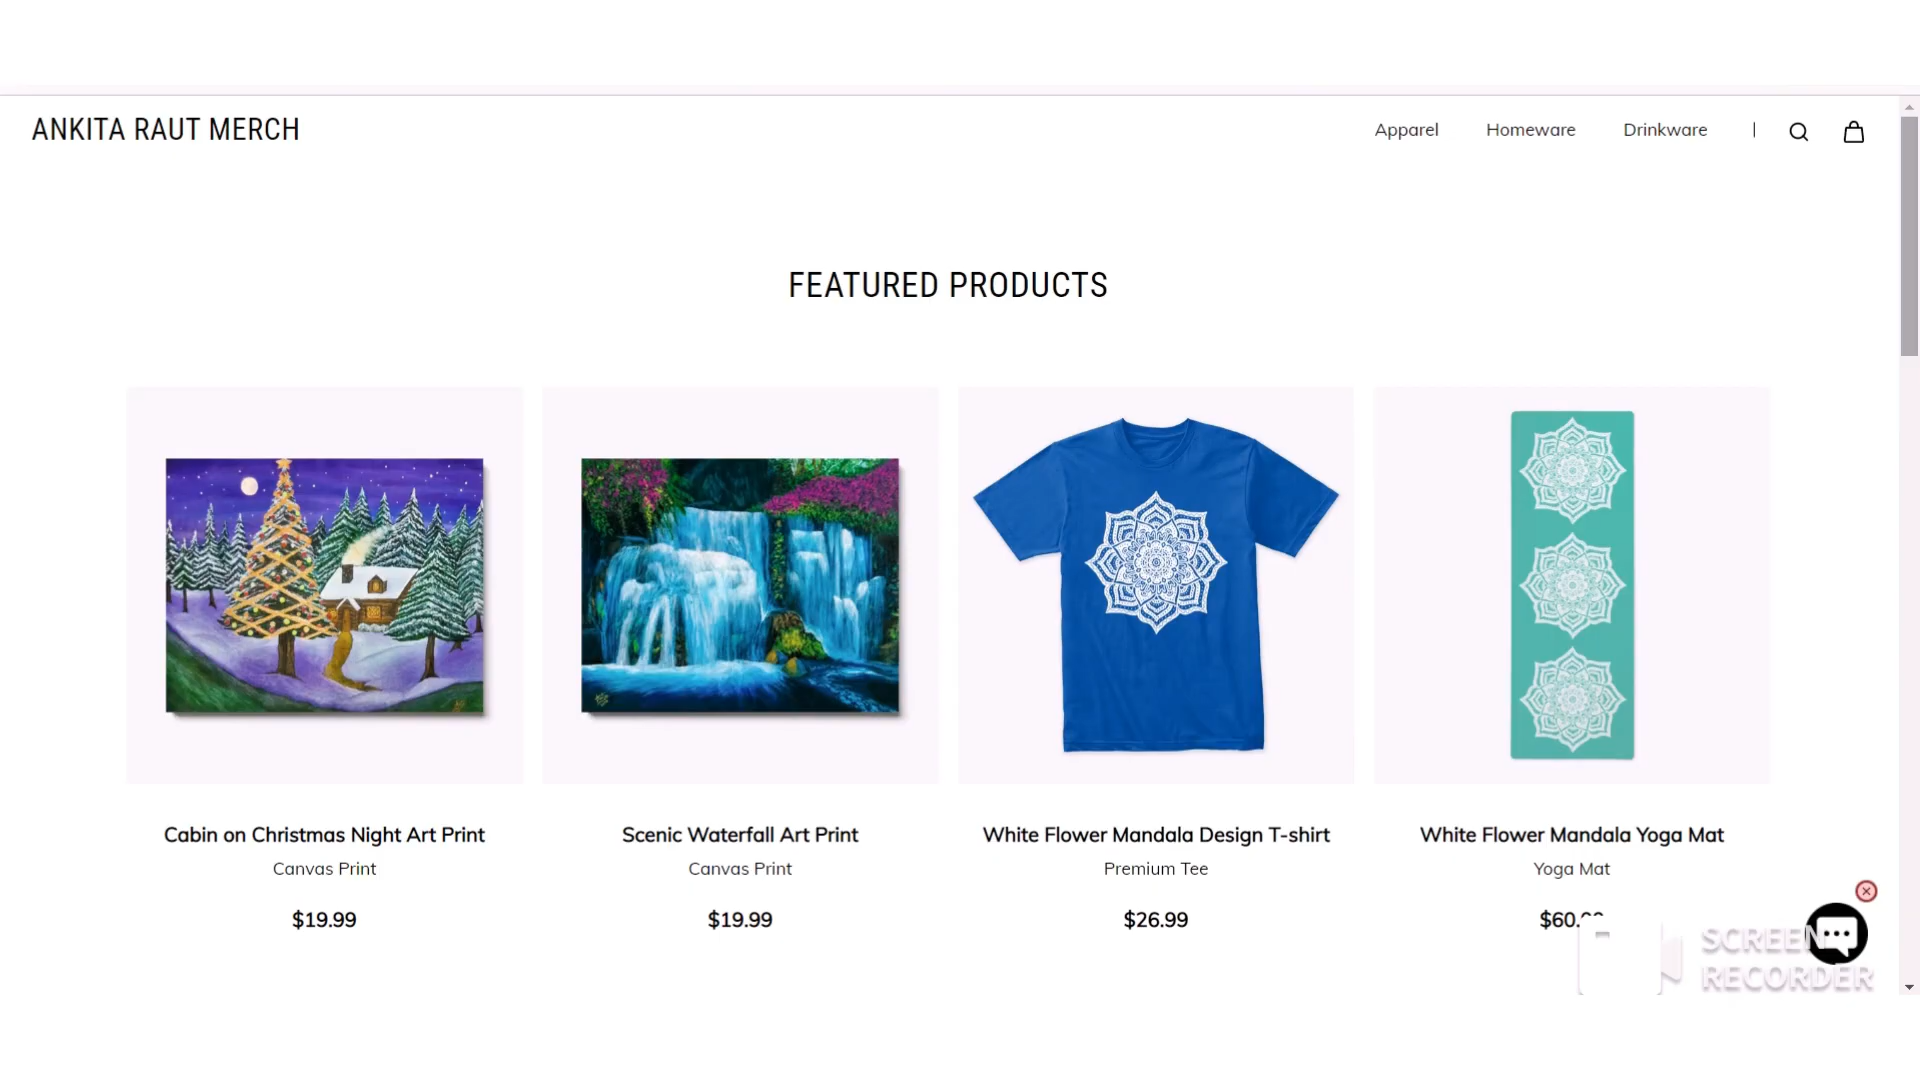 ANKITA RAUT MERCH
Apparel Homeware Drinkware |
FEATURED PRODUCTS
Cabin on Christmas Night Art Print
Canvas Print
$19.99
Scenic Waterfall Art Print
Canvas Print
$19.99
White Flower Mandala Design T-shirt
Premium Tee
$26.99
White Flower Mandala Yoga Mat
Yoga Mat
SCREEN
RECORDER